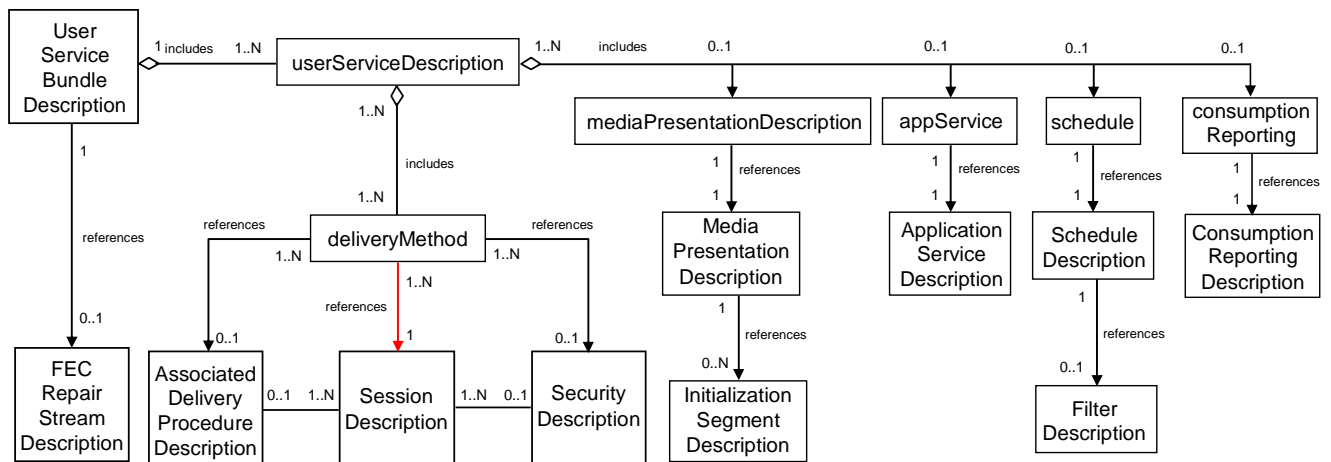 User
Service
Bundle
Description
1 includes 1..N
userServiceDescription
1..N includes 0..1 0..1 0..1 0..1
1..N
mediaPresentationDescription
appService
schedule
consumption
Reporting
1
includes
1 references 1
1 references 1
1 references 1
1 references 1
1..N
references
deliveryMethod
references
1..N 1..N
1..N
references
references
Media
Presentation
Description
Application
Service
Description
Schedule
Description
Consumption
Reporting
Description
1
references
0..N
1
references
0..1
0..1
0..1
1
0..1
FEC
Repair
Stream
Description
Associated
Delivery
Procedure
Description
0..1 1..N
Session
Description
1..N 0..1
Security
Description
Initialization
Segment
Description
Filter
Description